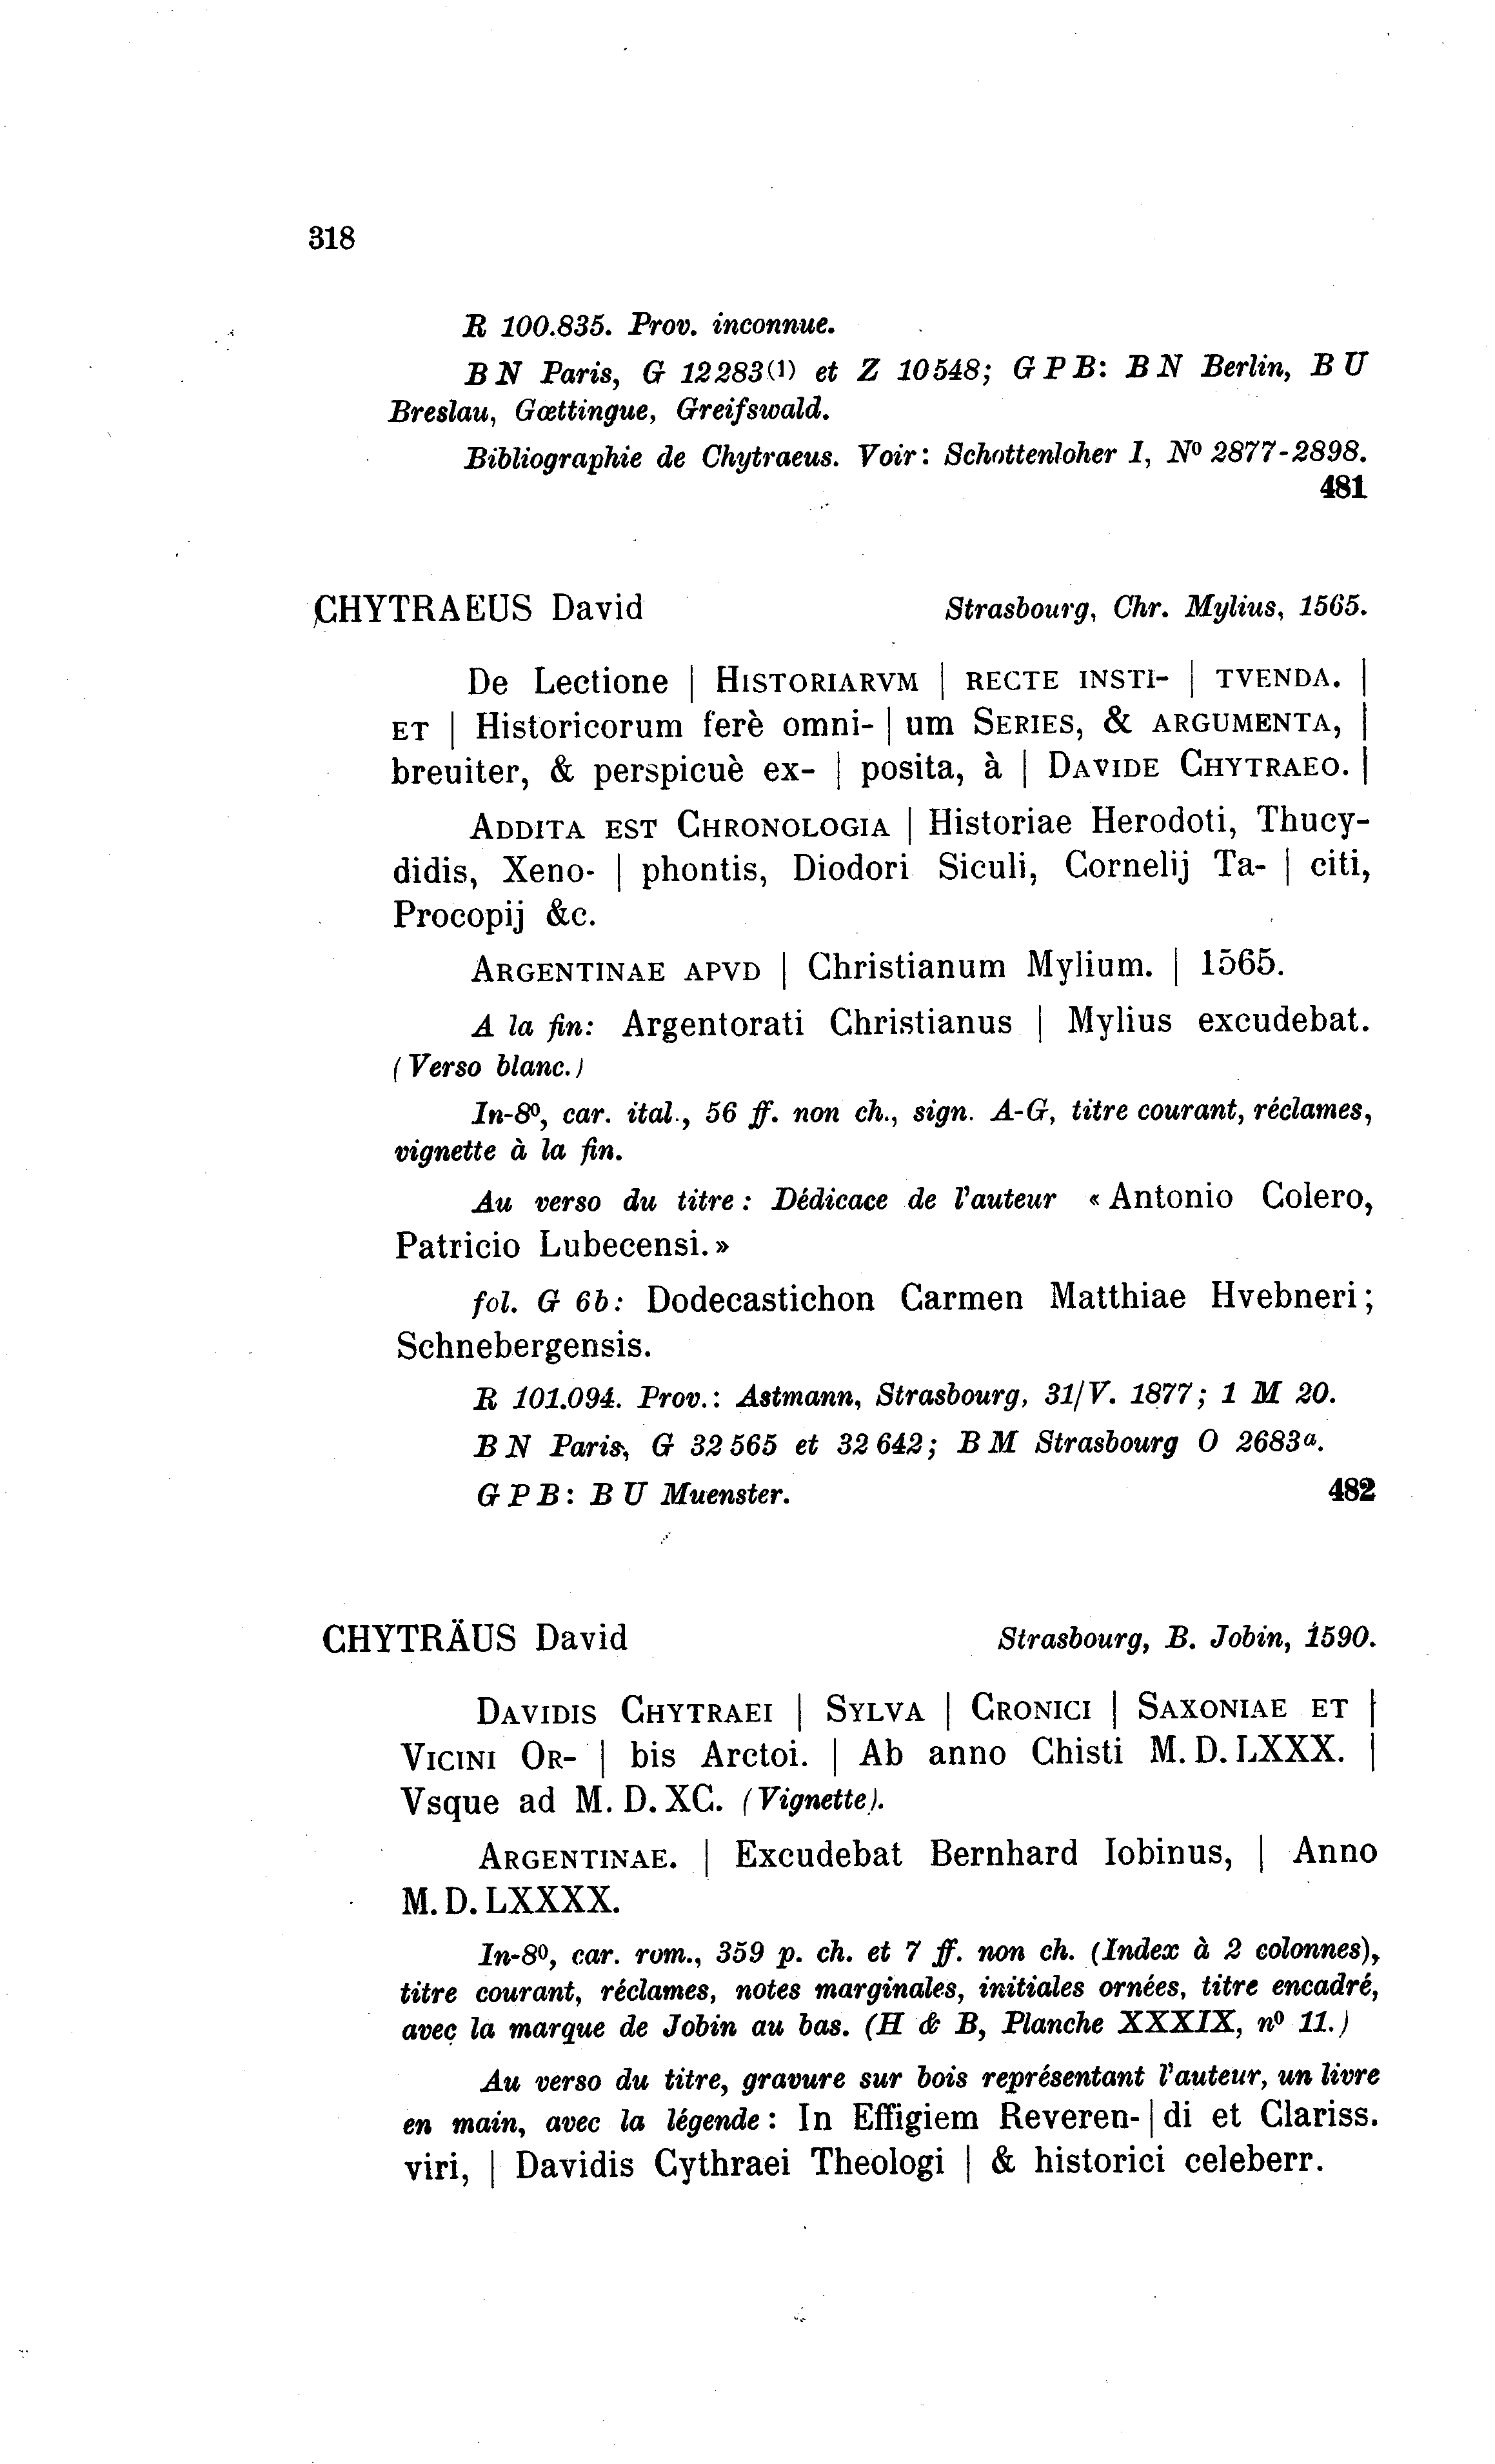 318
R 100.835. Prov. inconnue.
B N Paris, G 12283(1) et Z 10548; G P B: B N Berlin, B U
Breslau, Gœttingue, Greifswald.
Bibliographie de Chytraeus. Voir: Schottenloher I, Nº 2877-2898.
481
CHYTRAEUS David Strasbourg, Chr. Mylius, 1565.
De Lectione | HISTORIARVM | RECTE INSTI- | TVENDA. |
ET | Historicorum ferè omni- | um SERIES, & ARGUMENTA, |
breuiter, & perspicuè ex- | posita, à | DAVIDE CHYTRAEO. |
ADDITA EST CHRONOLOGIA | Historiae Herodoti, Thucy-
didis, Xeno- | phontis, Diodori Siculi, Cornelij Ta- | citi,
Procopij &c.
ARGENTINAE APVD | Christianum Mylium. | 1565.
A la fin: Argentorati Christianus | Mylius excudebat.
(Verso blanc.)
In-8º, car. ital., 56 ff. non ch., sign. A-G, titre courant, réclames,
vignette à la fin.
Au verso du titre: Dédicace de l'auteur « Antonio Colero,
Patricio Lubecensi. »
fol. G 6b: Dodecastichon Carmen Matthiae Hvebneri;
Schnebergensis.
R 101.094. Prov.: Astmann, Strasbourg, 31/V. 1877; 1 M 20.
B N Paris, G 32565 et 32642; B M Strasbourg O 2683a.
G P B: B U Muenster. 482
CHYTRÄUS David Strasbourg, B. Jobin, 1590.
DAVIDIS CHYTRAEI | SYLVA | CRONICI | SAXONIAE ET |
VICINI OR- | bis Arctoi. | Ab anno Chisti M. D. LXXX. |
Vsque ad M. D. XC. (Vignette).
ARGENTINAE. | Excudebat Bernhard Iobinus, | Anno
M. D. LXXXX.
In-8º, car. rom., 359 p. ch. et 7 ff. non ch. (Index à 2 colonnes),
titre courant, réclames, notes marginales, initiales ornées, titre encadré,
avec la marque de Jobin au bas. (H & B, Planche XXXIX, nº 11.)
Au verso du titre, gravure sur bois représentant l'auteur, un livre
en main, avec la légende: In Effigiem Reveren- | di et Clariss.
viri, | Davidis Cythraei Theologi | & historici celeberr.